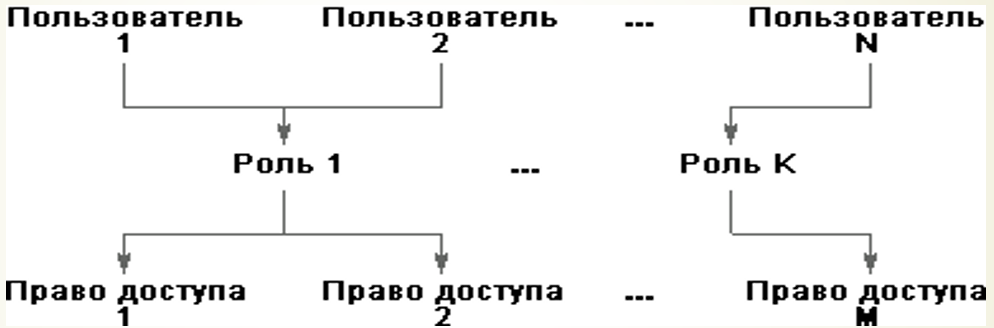 Пользователь Пользователь ... Пользователь
1 2 N
Роль 1 ... Роль K
Право доступа Право доступа ... Право доступа
1 2 M